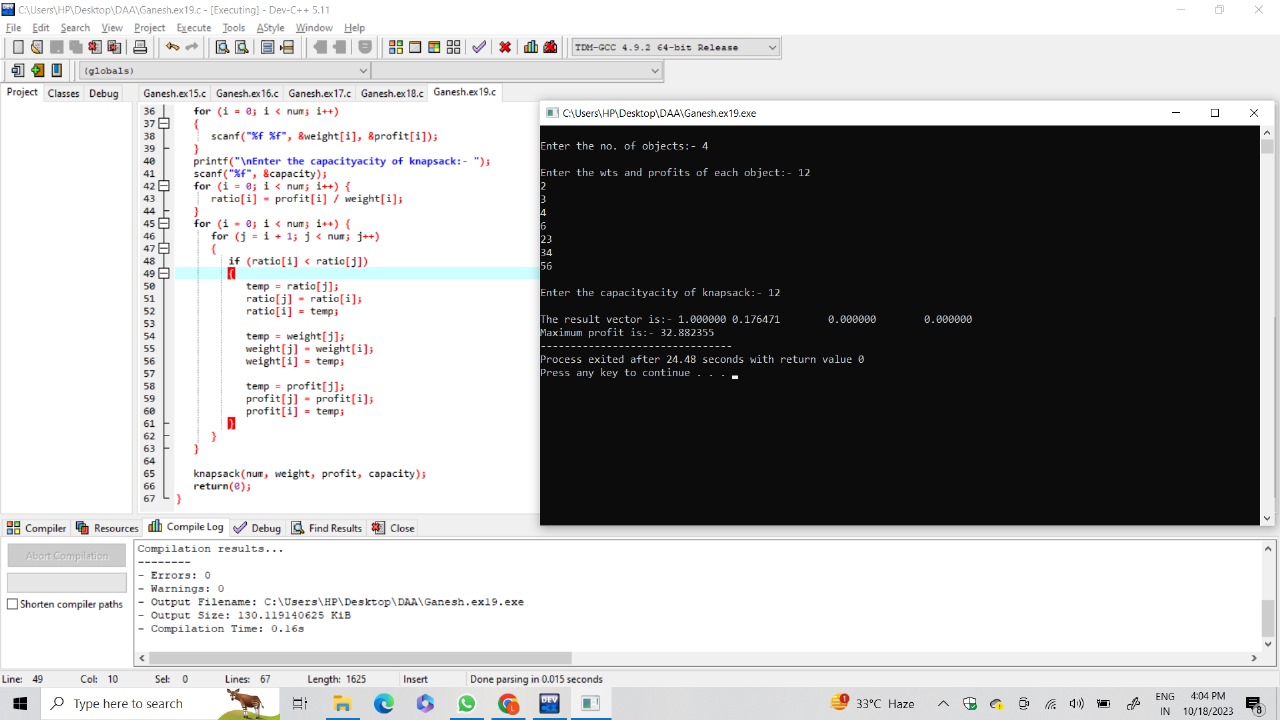 C:\Users\HP\Desktop\DAA\Ganesh.ex19.c - [Executing] - Dev-C++ 5.11
File Edit Search View Project Execute Tools AStyle Window Help
TDM-GCC 4.9.2 64-bit Release
(globals)
Project Classes Debug Ganesh.ex15.c Ganesh.ex16.c Ganesh.ex17.c Ganesh.ex18.c Ganesh.ex19.c
36 for (i = 0; i < num; i++)
37 {
38 scanf("%f %f", &weight[i], &profit[i]);
39 }
40 printf("\nEnter the capacityacity of knapsack:- ");
41 scanf("%f", &capacity);
42 for (i = 0; i < num; i++) {
43 ratio[i] = profit[i] / weight[i];
44 }
45 for (i = 0; i < num; i++) {
46 for (j = i + 1; j < num; j++)
47 {
48 if (ratio[i] < ratio[j])
49 {
50 temp = ratio[j];
51 ratio[j] = ratio[i];
52 ratio[i] = temp;
53
54 temp = weight[j];
55 weight[j] = weight[i];
56 weight[i] = temp;
57
58 temp = profit[j];
59 profit[j] = profit[i];
60 profit[i] = temp;
61 }
62 }
63 }
64
65 knapsack(num, weight, profit, capacity);
66 return(0);
67 }
C:\Users\HP\Desktop\DAA\Ganesh.ex19.exe
Enter the no. of objects:- 4
Enter the wts and profits of each object:- 12
2
3
4
6
23
34
56
Enter the capacityacity of knapsack:- 12
The result vector is:- 1.000000 0.176471 0.000000 0.000000
Maximum profit is:- 32.882355
--------------------------------
Process exited after 24.48 seconds with return value 0
Press any key to continue . . .
Compiler Resources Compile Log Debug Find Results Close
Abort Compilation
Shorten compiler paths
Compilation results...
--------
- Errors: 0
- Warnings: 0
- Output Filename: C:\Users\HP\Desktop\DAA\Ganesh.ex19.exe
- Output Size: 130.119140625 KiB
- Compilation Time: 0.16s
Line: 49 Col: 10 Sel: 0 Lines: 67 Length: 1625 Insert Done parsing in 0.015 seconds
Type here to search
DEV
1
33°C Haze
ENG
IN
4:04 PM
10/18/2023
8